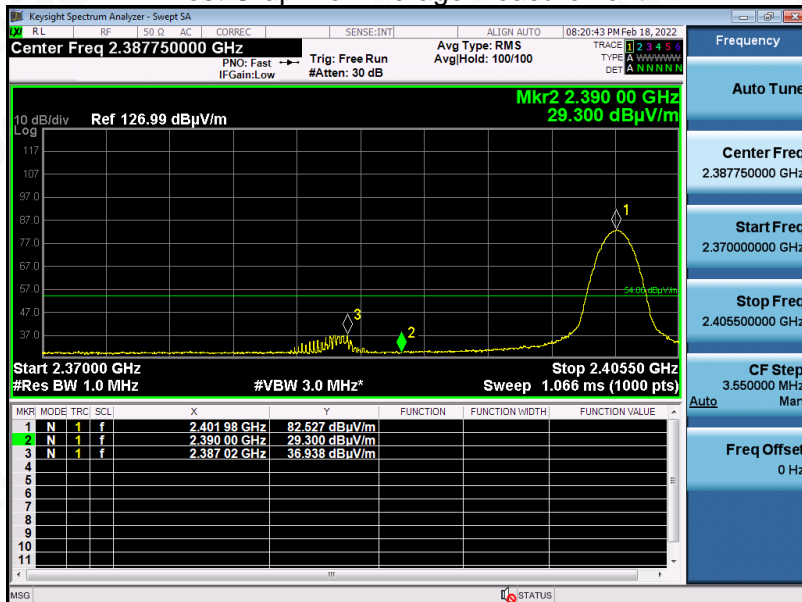 Keysight Spectrum Analyzer - Swept SA
LXI RL RF 50 Ω AC CORREC SENSE:INT ALIGN AUTO 08:20:43 PM Feb 18, 2022
Center Freq 2.387750000 GHz
PNO: Fast Trig: Free Run
IFGain:Low #Atten: 30 dB
Avg Type: RMS
Avg|Hold: 100/100
TRACE 1 2 3 4 5 6
TYPE A WWWWW
DET A N N N N N
Mkr2 2.390 00 GHz
29.300 dBµV/m
10 dB/div Ref 126.99 dBµV/m
Log
117
107
97.0
87.0
77.0
67.0
57.0
47.0
37.0
1
2
3
54.00 dBµV/m
Start 2.37000 GHz Stop 2.40550 GHz
#Res BW 1.0 MHz #VBW 3.0 MHz* Sweep 1.066 ms (1000 pts)
MKR MODE TRC SCL X Y FUNCTION FUNCTION WIDTH FUNCTION VALUE
1 N 1 f 2.401 98 GHz 82.527 dBµV/m
2 N 1 f 2.390 00 GHz 29.300 dBµV/m
3 N 1 f 2.387 02 GHz 36.938 dBµV/m
4
5
6
7
8
9
10
11
MSG STATUS
Frequency
Auto Tune
Center Freq
2.387750000 GHz
Start Freq
2.370000000 GHz
Stop Freq
2.405500000 GHz
CF Step
3.550000 MHz
Auto Man
Freq Offset
0 Hz